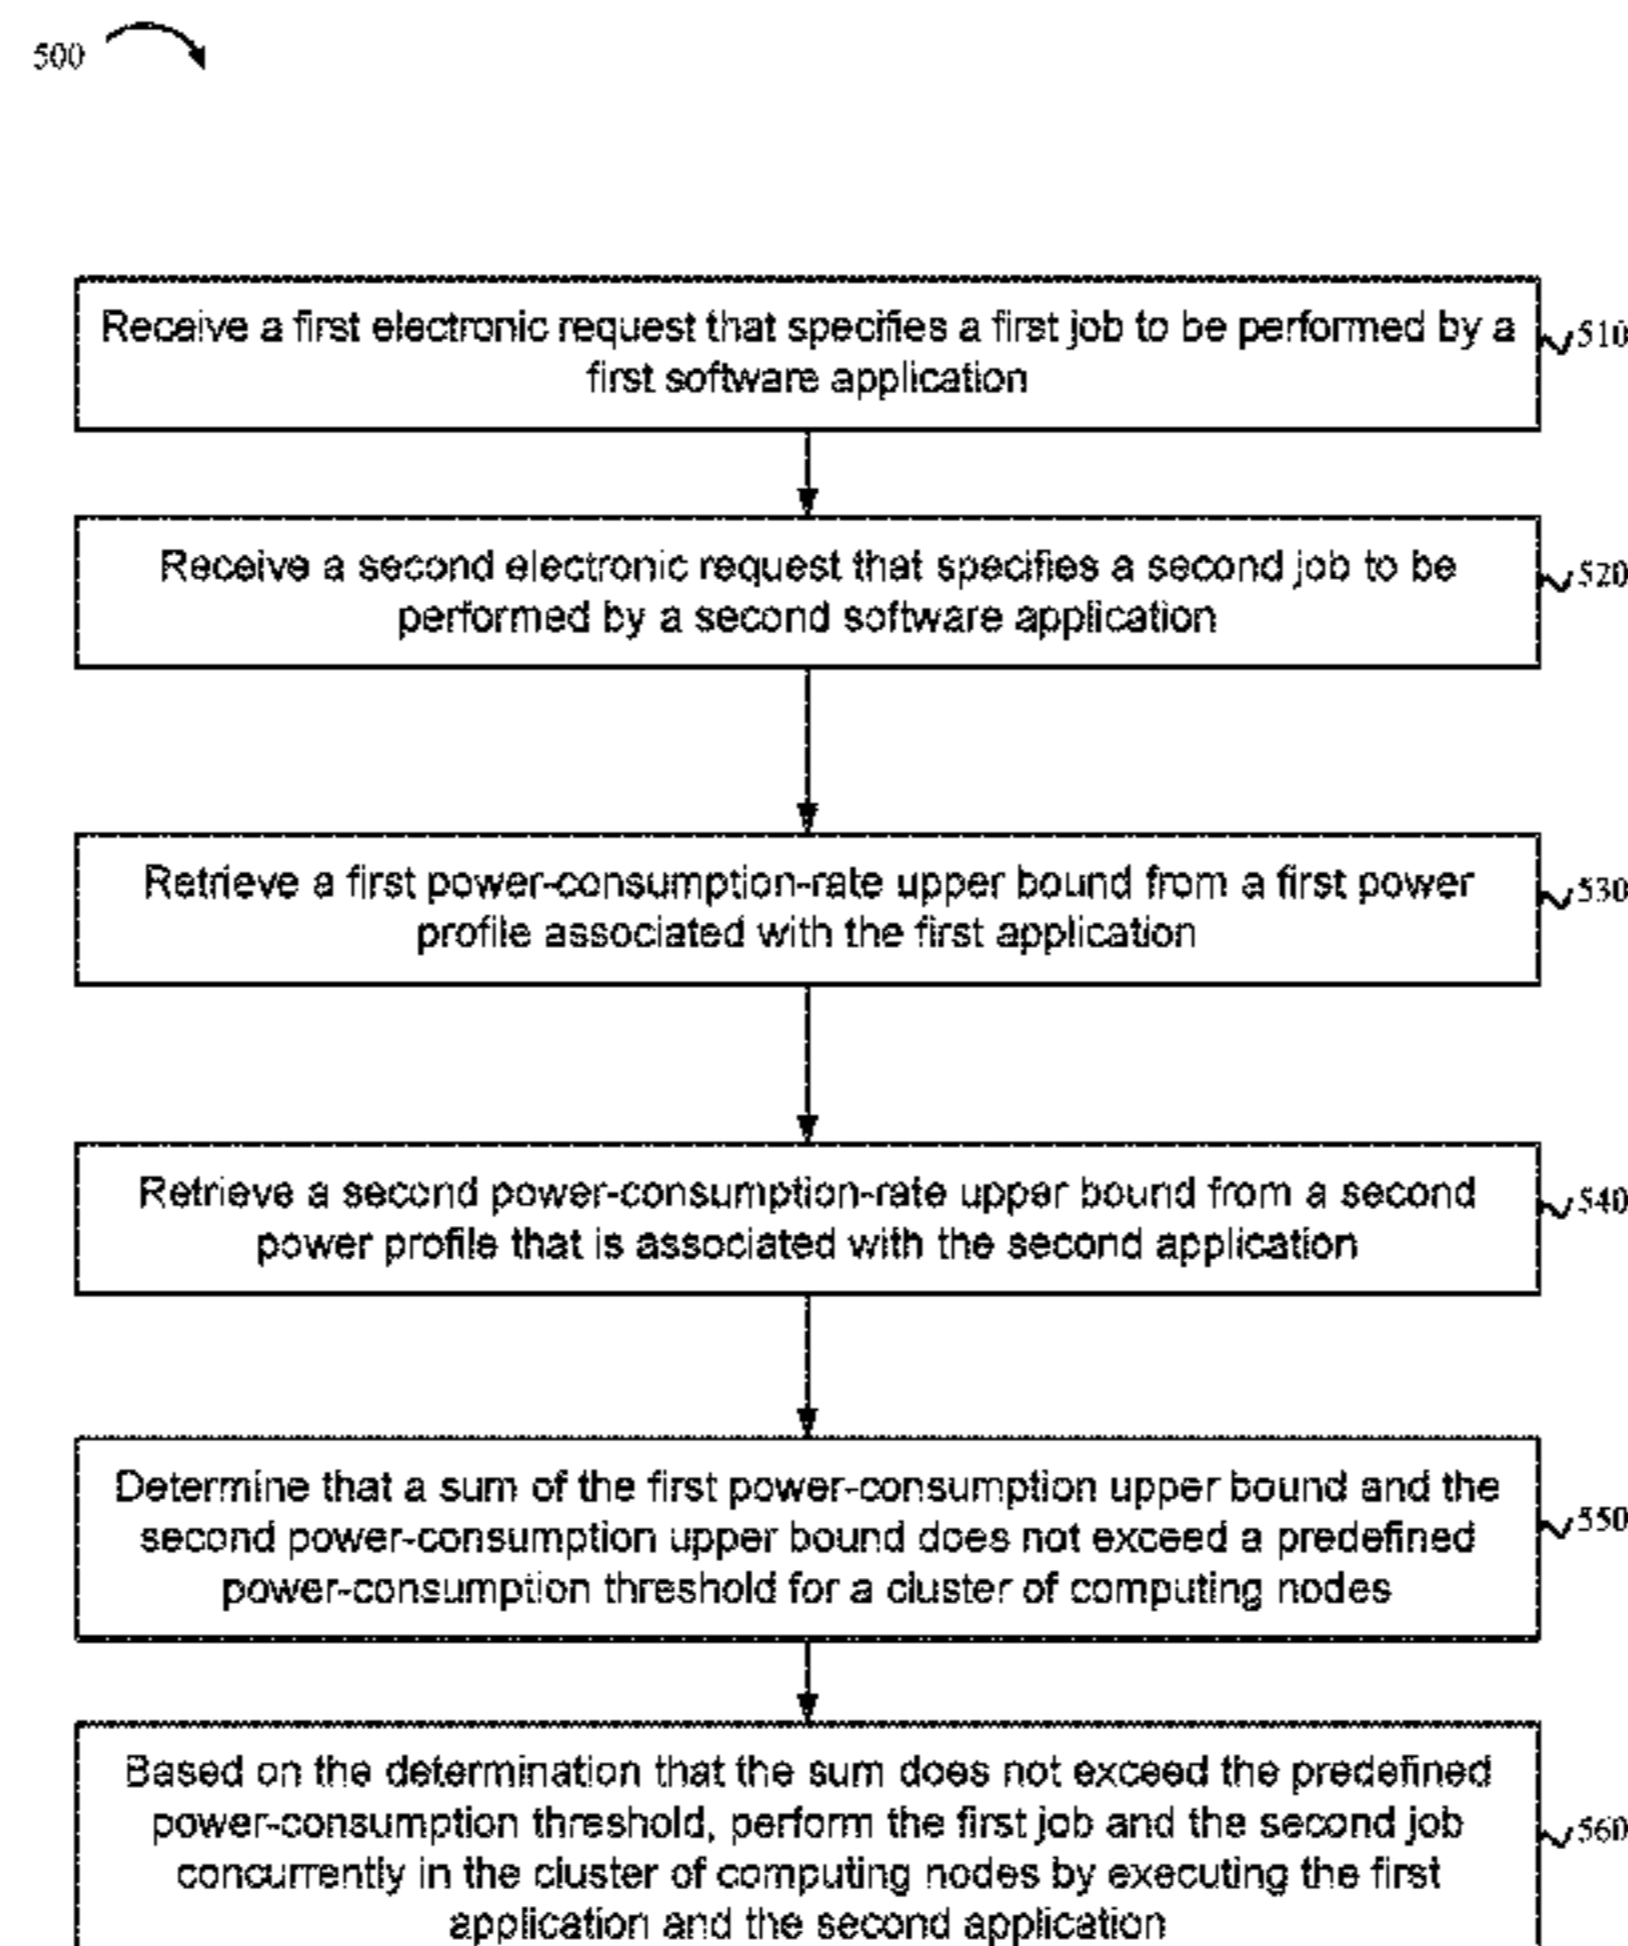 500
Receive a first electronic request that specifies a first job to be performed by a
first software application
510
Receive a second electronic request that specifies a second job to be
performed by a second software application
520
Retrieve a first power-consumption-rate upper bound from a first power
profile associated with the first application
530
Retrieve a second power-consumption-rate upper bound from a second
power profile that is associated with the second application
540
Determine that a sum of the first power-consumption upper bound and the
second power-consumption upper bound does not exceed a predefined
power-consumption threshold for a cluster of computing nodes
550
Based on the determination that the sum does not exceed the predefined
power-consumption threshold, perform the first job and the second job
concurrently in the cluster of computing nodes by executing the first
application and the second application
560